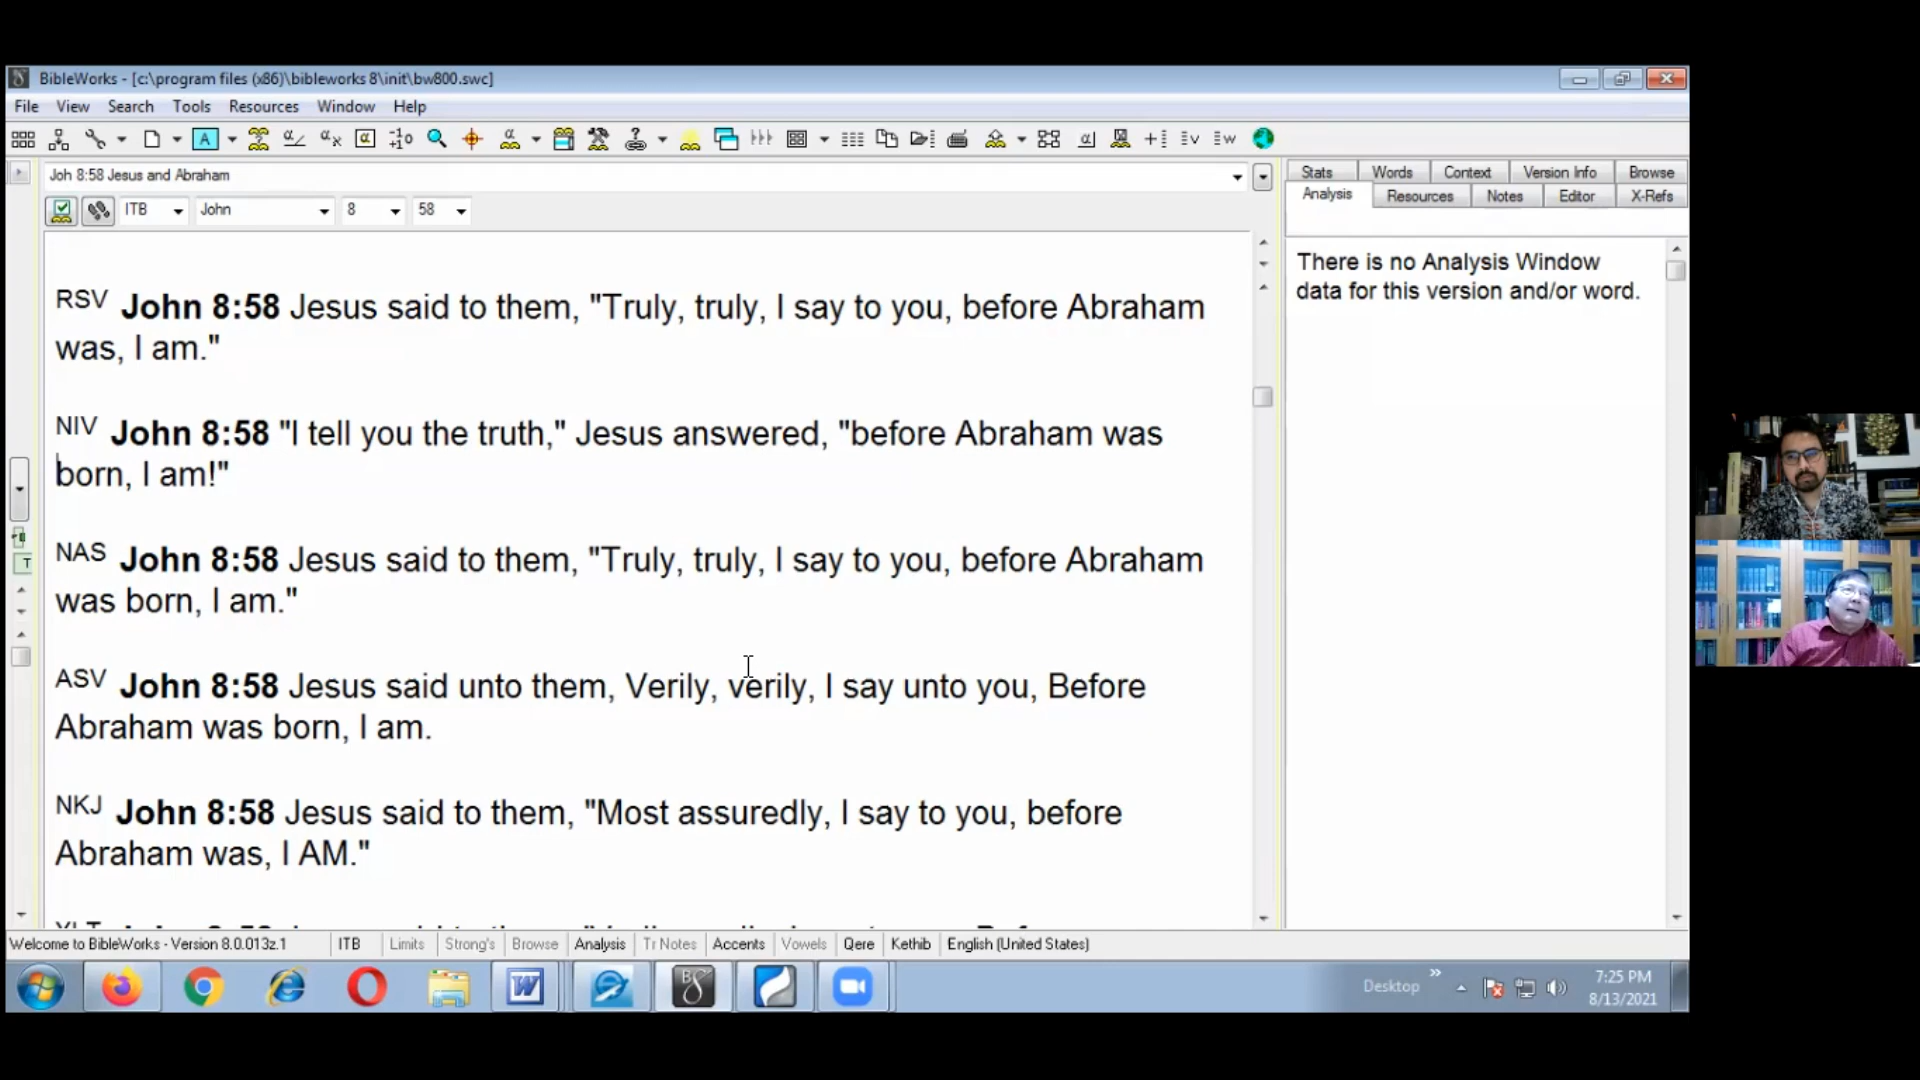 BibleWorks - [c:\program files (x86)\bibleworks 8\init\bw800.swc]
File View Search Tools Resources Window Help
Joh 8:58 Jesus and Abraham
ITB John 8 58
RSV John 8:58 Jesus said to them, "Truly, truly, I say to you, before Abraham
was, I am."
NIV John 8:58 "I tell you the truth," Jesus answered, "before Abraham was
born, I am!"
NAS John 8:58 Jesus said to them, "Truly, truly, I say to you, before Abraham
was born, I am."
ASV John 8:58 Jesus said unto them, Verily, verily, I say unto you, Before
Abraham was born, I am.
NKJ John 8:58 Jesus said to them, "Most assuredly, I say to you, before
Abraham was, I AM."
Stats Words Context Version Info Browse
Analysis Resources Notes Editor X-Refs
There is no Analysis Window
data for this version and/or word.
Welcome to BibleWorks - Version 8.0.013z.1 ITB Limits Strong's Browse Analysis Tr Notes Accents Vowels Qere Kethib English (United States)
Desktop
7:25 PM
8/13/2021